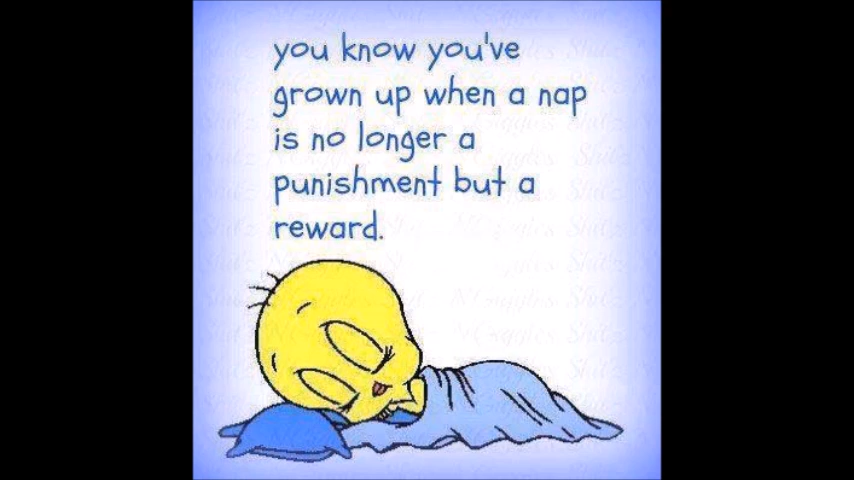 you know you've
grown up when a nap
is no longer a
punishment but a
reward.